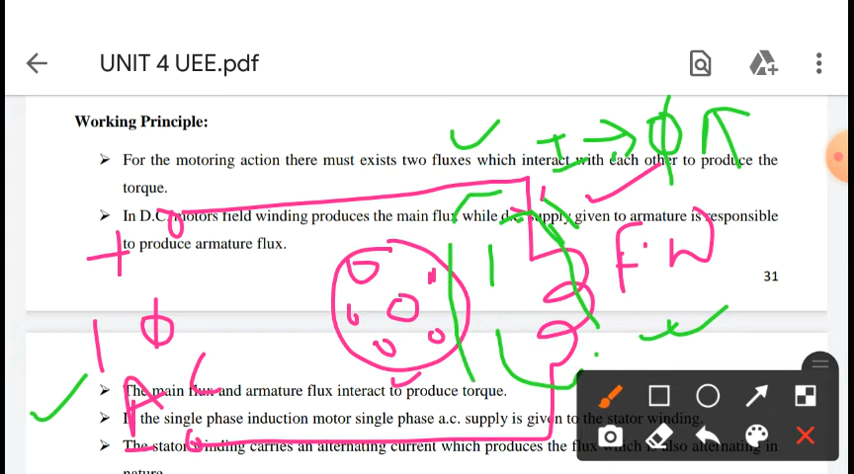 UNIT 4 UEE.pdf
Working Principle:
➢ For the motoring action there must exists two fluxes which interact with each other to produce the
torque.
➢ In D.C. motors field winding produces the main flux while supply given to armature is responsible
to produce armature flux.
31
➢ The main flux and armature flux interact to produce torque.
➢ the single phase induction motor single phase a.c. supply is given to the stator winding.
➢ The stator winding carries an alternating current which produces the flux which is also alternating in
nature.
I → ϕ ↑
F.W
+
1 ϕ
A C